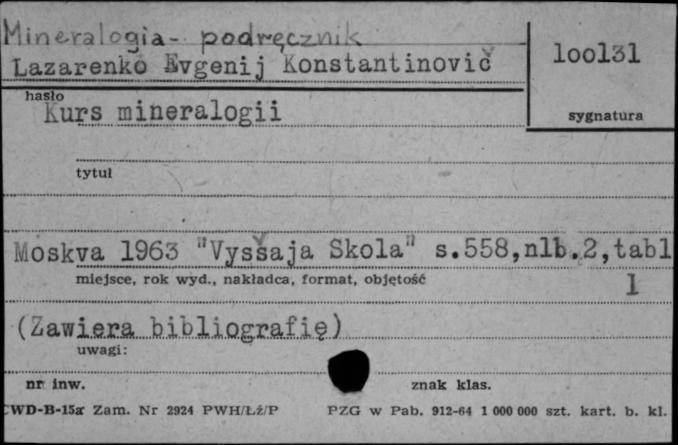 Mineralogia - podręcznik
Lazarenko Evgenij Konstantinovič
100131
hasło
Kurs mineralogii
sygnatura
tytuł
Moskva 1963 "Vysšaja Skola" s.558,nlb.2,tabl
miejsce, rok wyd., nakładca, format, objętość
1
(Zawiera bibliografię)
uwagi:
nr inw.
znak klas.
CWD-B-15a Zam. Nr 2924 PWH/Łź/P
PZG w Pab. 912-64 1 000 000 szt. kart. b. kl.